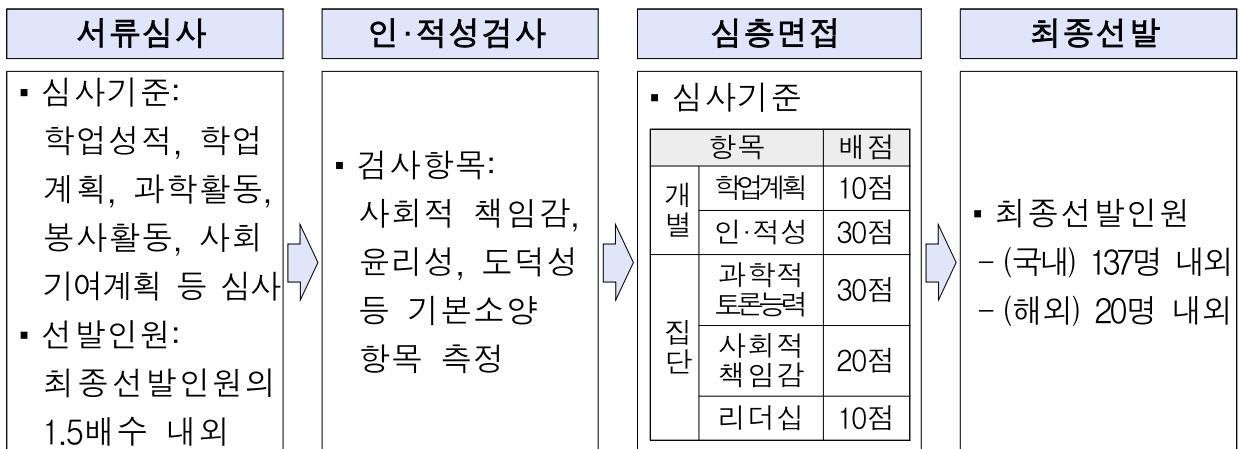 서류심사
▪ 심사기준:
학업성적, 학업
계획, 과학활동,
봉사활동, 사회
기여계획 등 심사
▪ 선발인원:
최종선발인원의
1.5배수 내외
인·적성검사
▪ 검사항목:
사회적 책임감,
윤리성, 도덕성
등 기본소양
항목 측정
심층면접
▪ 심사기준
항목 배점
개별
학업계획 10점
인·적성 30점
집단
과학적
토론능력 30점
사회적
책임감 20점
리더십 10점
최종선발
▪ 최종선발인원
- (국내) 137명 내외
- (해외) 20명 내외